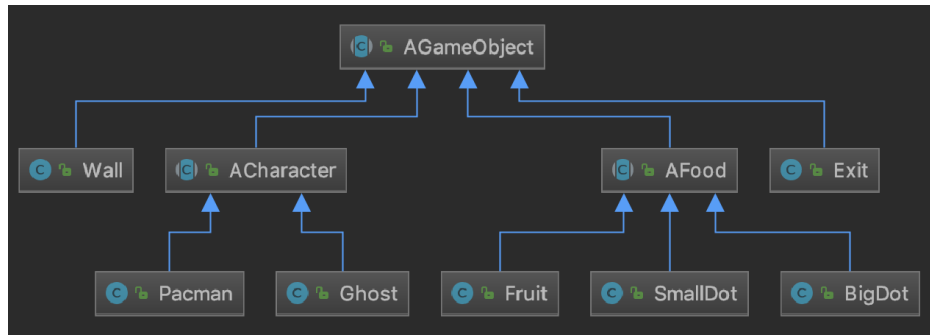 AGameObject
Wall
ACharacter
AFood
Exit
Pacman
Ghost
Fruit
SmallDot
BigDot